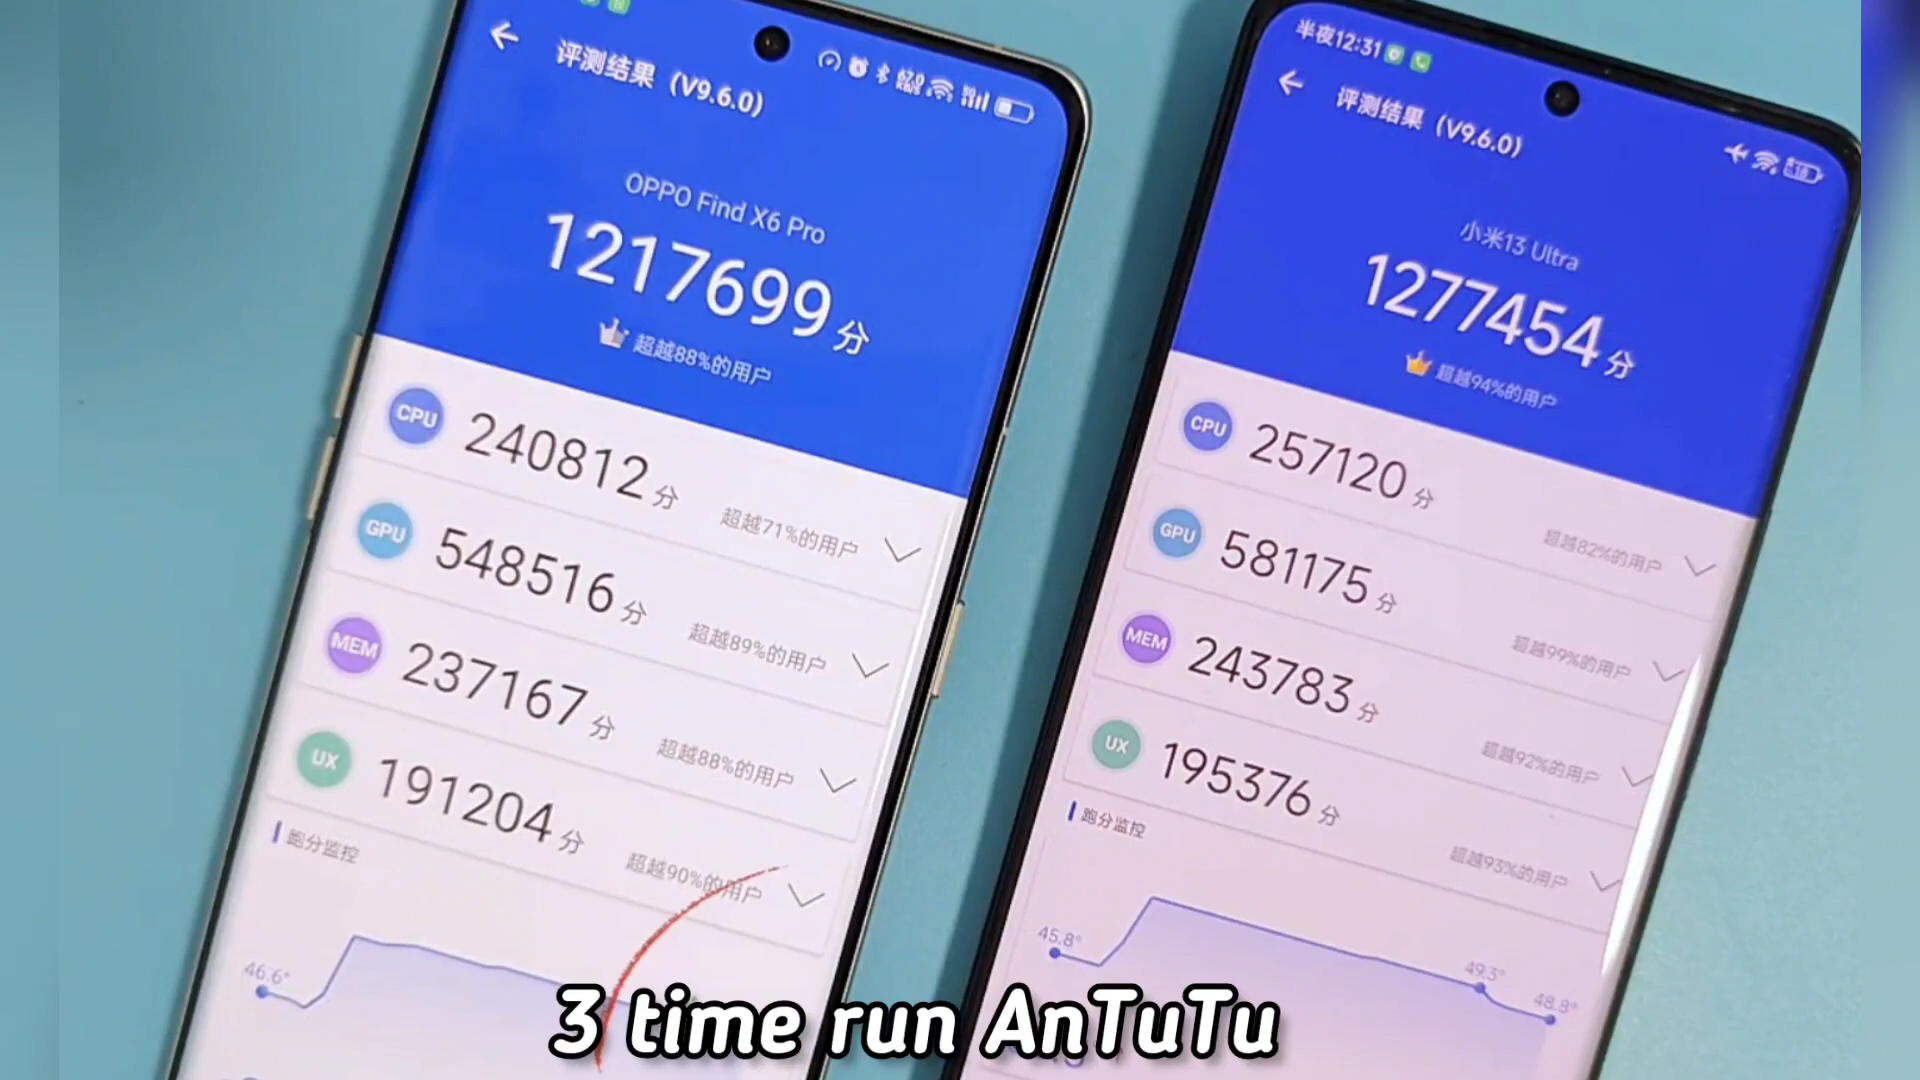 评测结果 (V9.6.0)
OPPO Find X6 Pro
1217699分
超越88%的用户
CPU 240812分 超越71%的用户
GPU 548516分 超越89%的用户
MEM 237167分 超越88%的用户
UX 191204分 超越90%的用户
跑分监控
46.6°
半夜12:31
评测结果 (V9.6.0)
小米13 Ultra
1277454分
超越94%的用户
CPU 257120分 超越82%的用户
GPU 581175分 超越99%的用户
MEM 243783分 超越92%的用户
UX 195376分 超越93%的用户
跑分监控
45.8° 49.3° 48.8°
3 time run AnTuTu